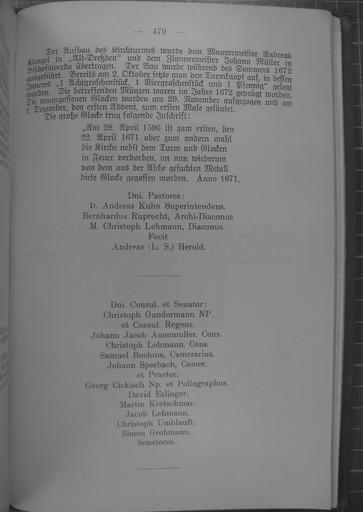 — 479 —
Der Aufbau des Kirchturmes wurde dem Maurermeister Andreas
Klengel in „Alt-Dreßden“ und dem Zimmermeister Johann Müller in
Bischofswerda übertragen. Der Bau wurde während des Sommers 1672
ausgeführt. Bereits am 2. Oktober setzte man den Turmknopf auf, in dessen
Inneres „1 Achtgroschenstück, 4 Viergroschenstück und 1 Pfennig“ gelegt
wurden. Die betreffenden Münzen waren im Jahre 1672 geprägt worden.
Die neugegossenen Glocken wurden am 29. November aufgezogen und am
1. Dezember, den ersten Advent, zum ersten Male geläutet.
Die große Glocke trug folgende Inschrift:
„Am 28. April 1596 ist zum ersten, den
22. April 1671 aber zum andern mahl
die Kirche nebst dem Turm und Glocken
in Feuer verdorben, im nun wiederum
von dem aus der Asche gesuchten Metall
diese Glocke gegossen worden. Anno 1671.
Dni. Pastores:
D. Andreas Kuhn Superintendens.
Bernhardus Ruprecht, Archi-Diaconus
M. Christoph Lehmann, Diaconus.
Fecit
Andreas (L. S.) Herold.
Dni. Consul. et Senator:
Christoph Gundormann NP.
et Consul. Regens.
Johann Jacob Auenmuller. Cons.
Christoph Lehmann, Cons.
Samuel Boehme, Camerarius.
Johann Sperbach, Camer.
et Praetor.
Georg Cickisch Np. et Poliographus.
David Eslinger.
Martin Kretschmar.
Jacob Lehmann.
Christoph Umblauft.
Simon Grohmann.
Senatores.